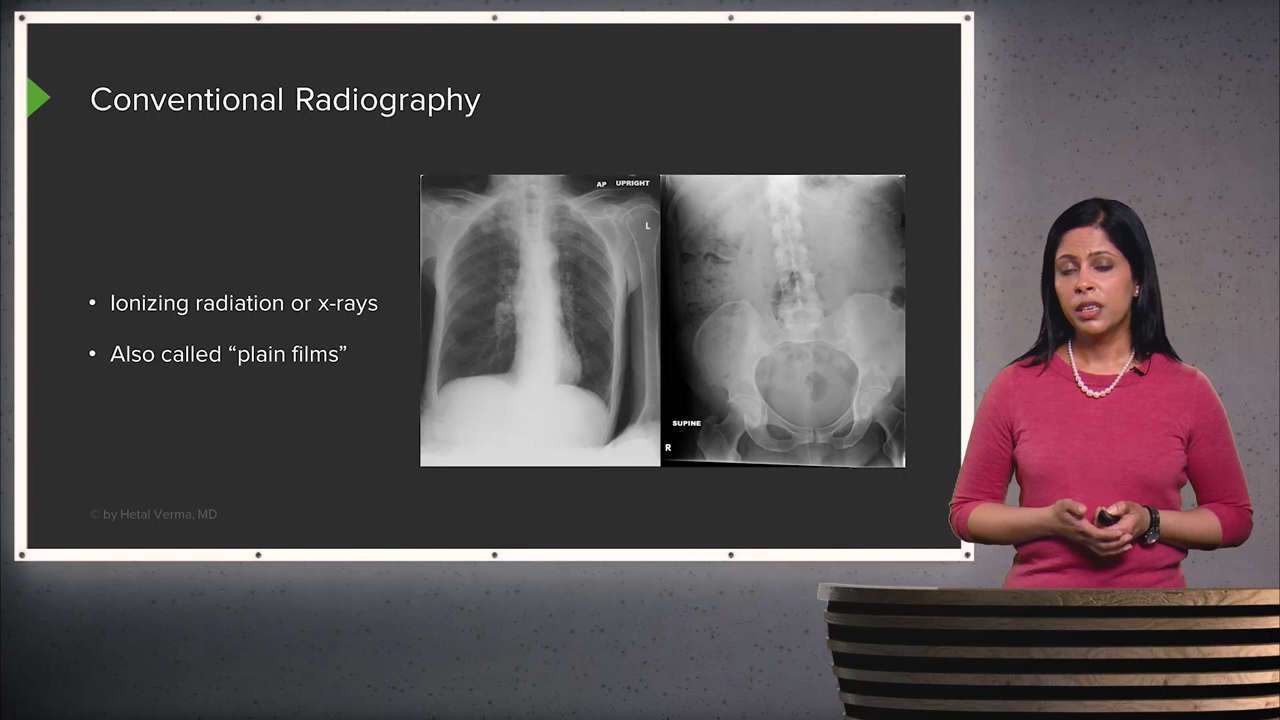 Conventional Radiography
AP UPRIGHT
L
• Ionizing radiation or x-rays
• Also called “plain films”
SUPINE
R
© by Hetal Verma, MD